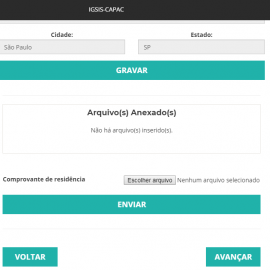 IGSIS-CAPAC
Cidade: Estado:
São Paulo SP
GRAVAR
Arquivo(s) Anexado(s)
Não há arquivo(s) inserido(s).
Comprovante de residência Escolher arquivo Nenhum arquivo selecionado
ENVIAR
VOLTAR AVANÇAR